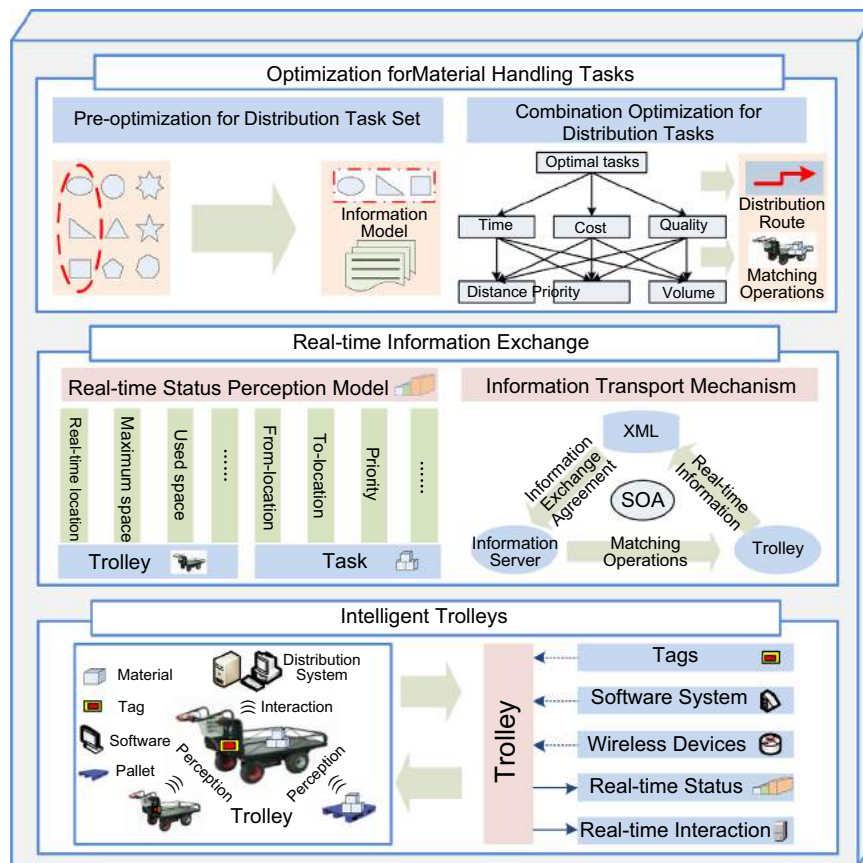 Optimization forMaterial Handling Tasks
Pre-optimization for Distribution Task Set
Combination Optimization for
Distribution Tasks
Information
Model
Optimal tasks
Time
Cost
Quality
Distance Priority
Volume
Distribution
Route
Matching
Operations
Real-time Information Exchange
Real-time Status Perception Model
Real-time location
Maximum space
Used space
......
From-location
To-location
Priority
......
Trolley
Task
Information Transport Mechanism
XML
Information
Exchange
Agreement
SOA
Real-time
Information
Information
Server
Matching
Operations
Trolley
Intelligent Trolleys
Material
Tag
Software
Pallet
Distribution
System
Interaction
Perception
Perception
Trolley
Trolley
Tags
Software System
Wireless Devices
Real-time Status
Real-time Interaction